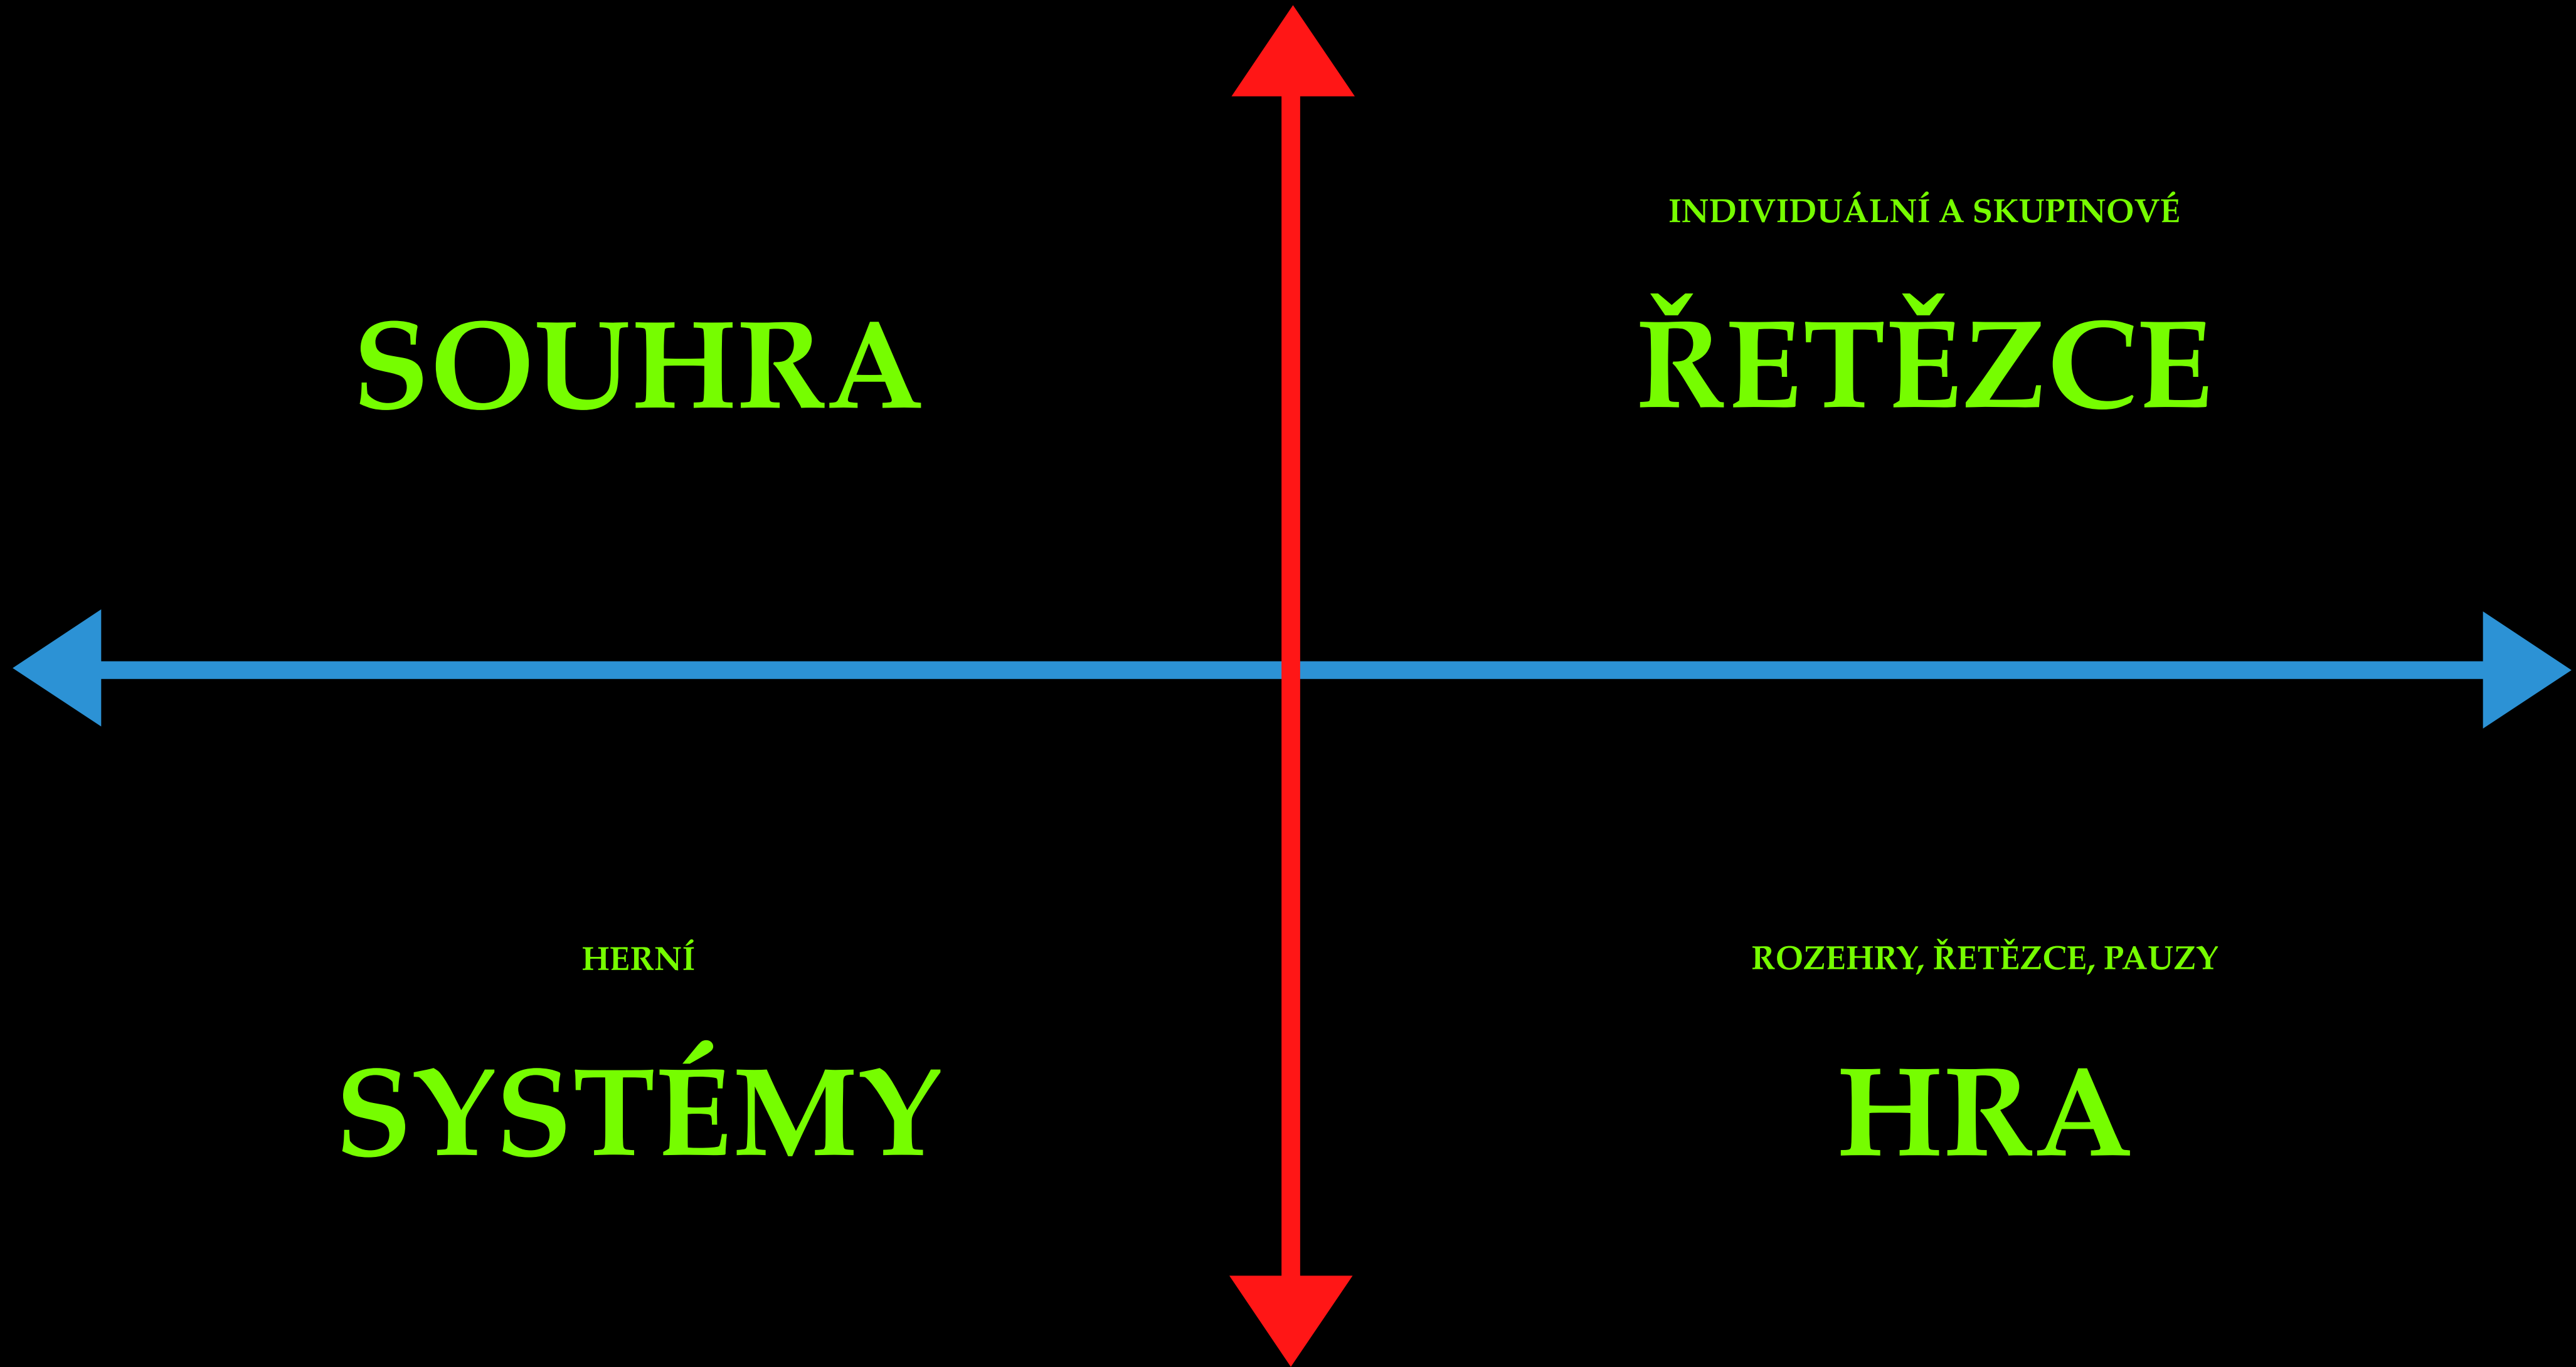 SOUHRA
INDIVIDUÁLNÍ A SKUPINOVÉ
ŘETĚZCE
HERNÍ
SYSTÉMY
ROZEHRY, ŘETĚZCE, PAUZY
HRA